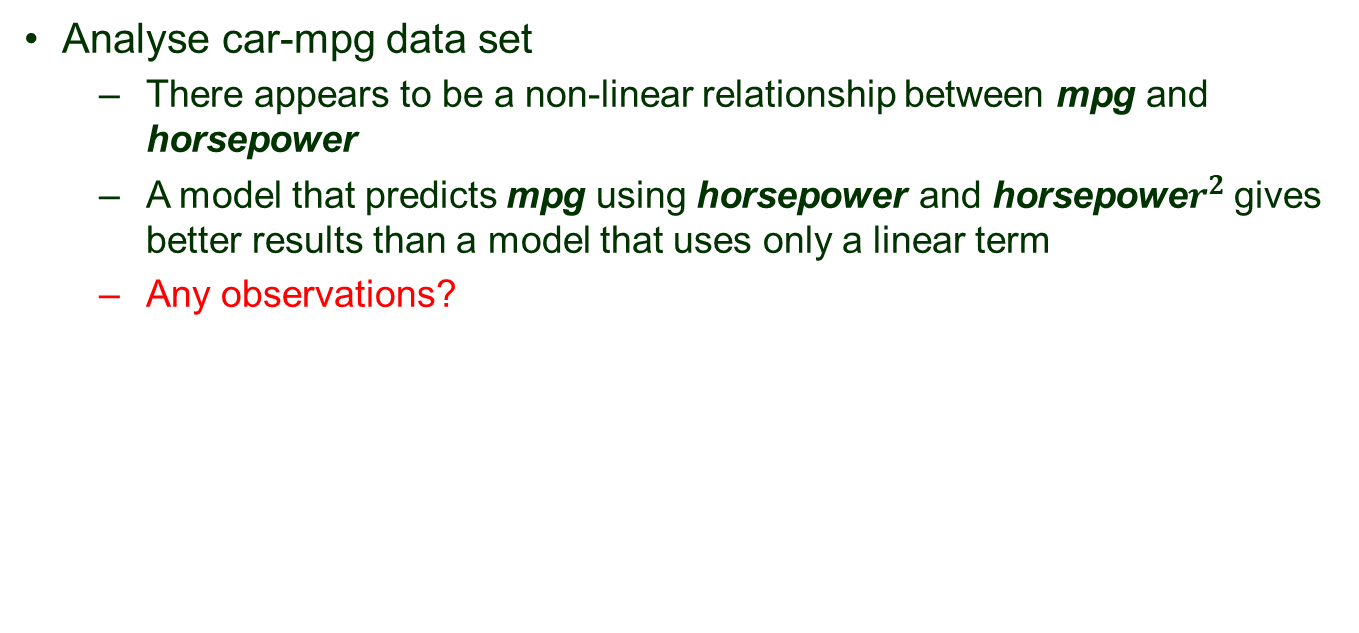 • Analyse car-mpg data set
– There appears to be a non-linear relationship between mpg and
horsepower
– A model that predicts mpg using horsepower and horsepower² gives
better results than a model that uses only a linear term
– Any observations?